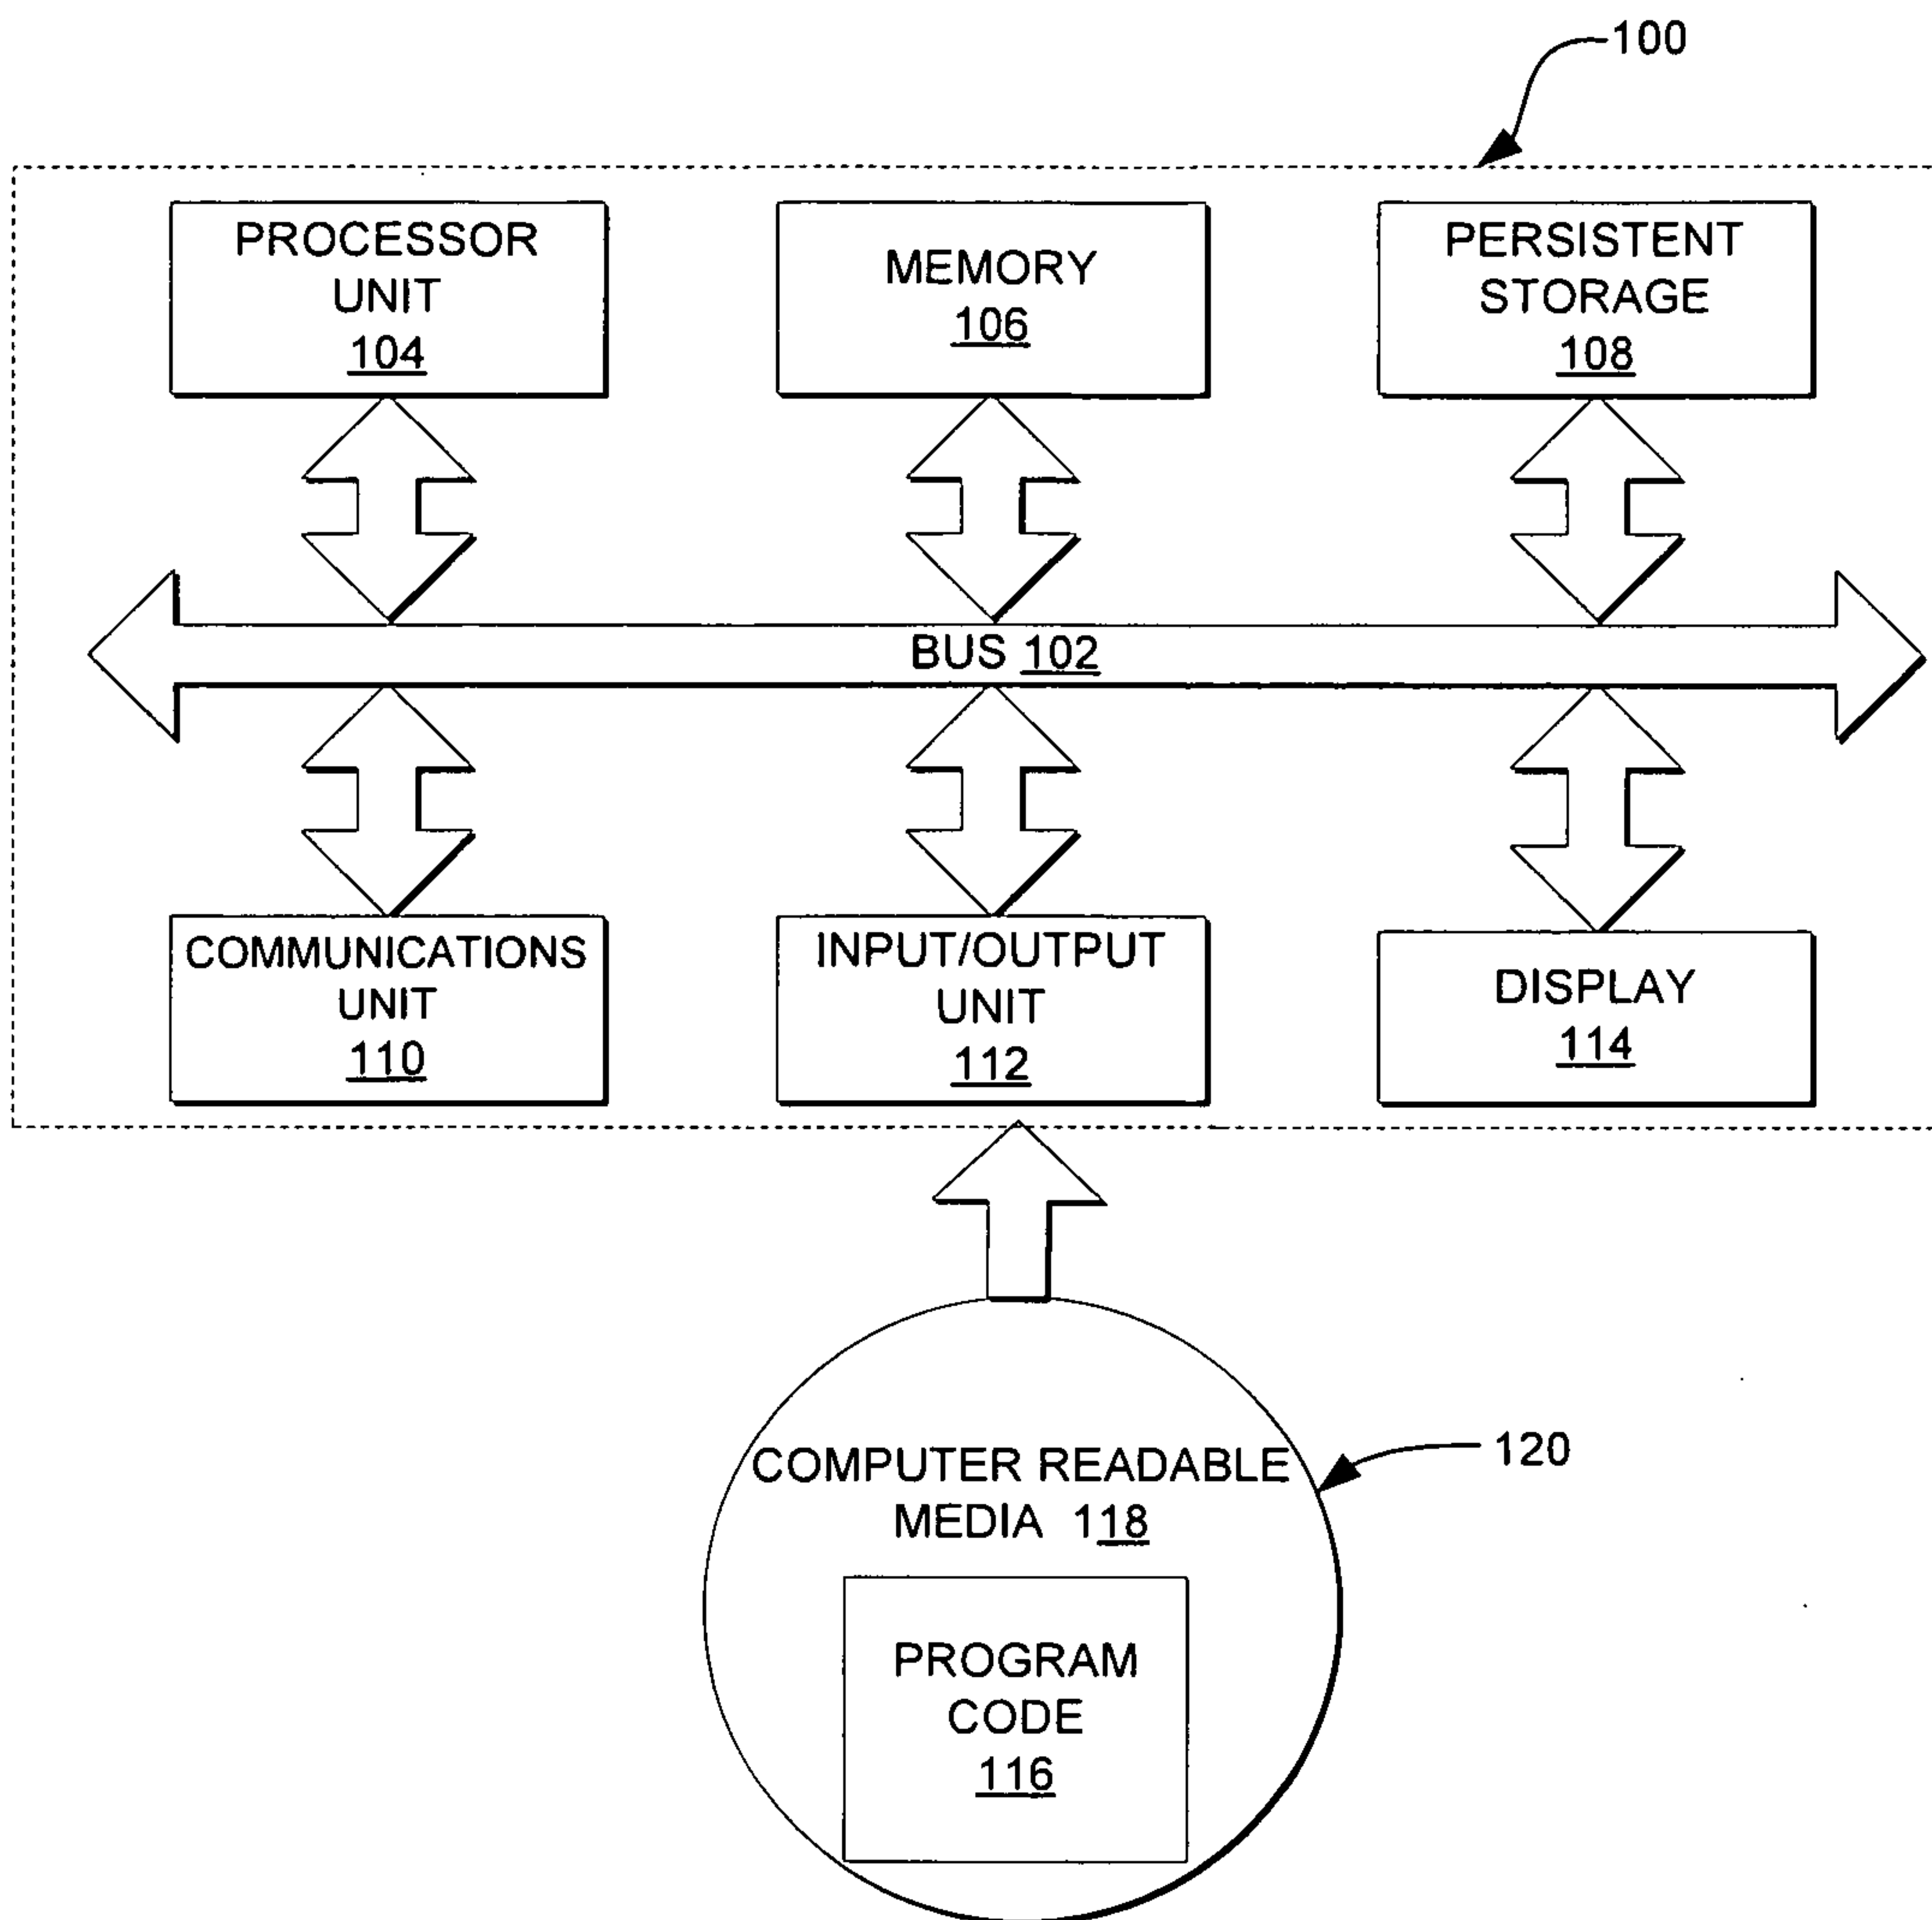 100
PROCESSOR
UNIT
104
MEMORY
106
PERSISTENT
STORAGE
108
BUS 102
COMMUNICATIONS
UNIT
110
INPUT/OUTPUT
UNIT
112
DISPLAY
114
120
COMPUTER READABLE
MEDIA 118
PROGRAM
CODE
116